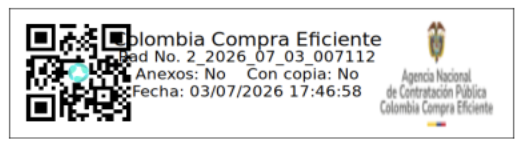 Colombia Compra Eficiente
Rad No. 2_2026_07_03_007112
Anexos: No Con copia: No
Fecha: 03/07/2026 17:46:58
Agencia Nacional
de Contratación Pública
Colombia Compra Eficiente